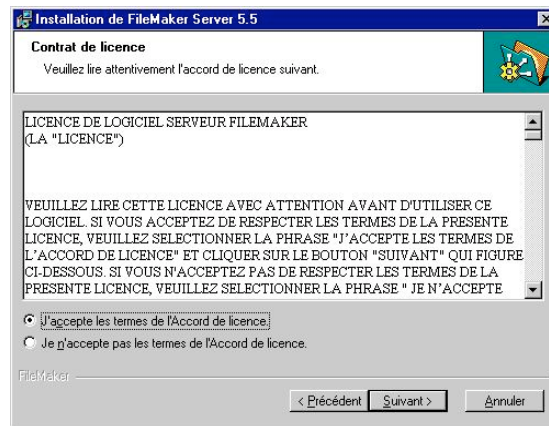 Installation de FileMaker Server 5.5
Contrat de licence
Veuillez lire attentivement l'accord de licence suivant.
LICENCE DE LOGICIEL SERVEUR FILEMAKER
(LA "LICENCE")
VEUILLEZ LIRE CETTE LICENCE AVEC ATTENTION AVANT D'UTILISER CE
LOGICIEL. SI VOUS ACCEPTEZ DE RESPECTER LES TERMES DE LA PRESENTE
LICENCE, VEUILLEZ SELECTIONNER LA PHRASE "J'ACCEPTE LES TERMES DE
L'ACCORD DE LICENCE" ET CLIQUER SUR LE BOUTON "SUIVANT" QUI FIGURE
CI-DESSOUS. SI VOUS N'ACCEPTEZ PAS DE RESPECTER LES TERMES DE LA
PRESENTE LICENCE, VEUILLEZ SELECTIONNER LA PHRASE " JE N'ACCEPTE
J'accepte les termes de l'Accord de licence.
Je n'accepte pas les termes de l'Accord de licence.
FileMaker
< Précédent
Suivant >
Annuler